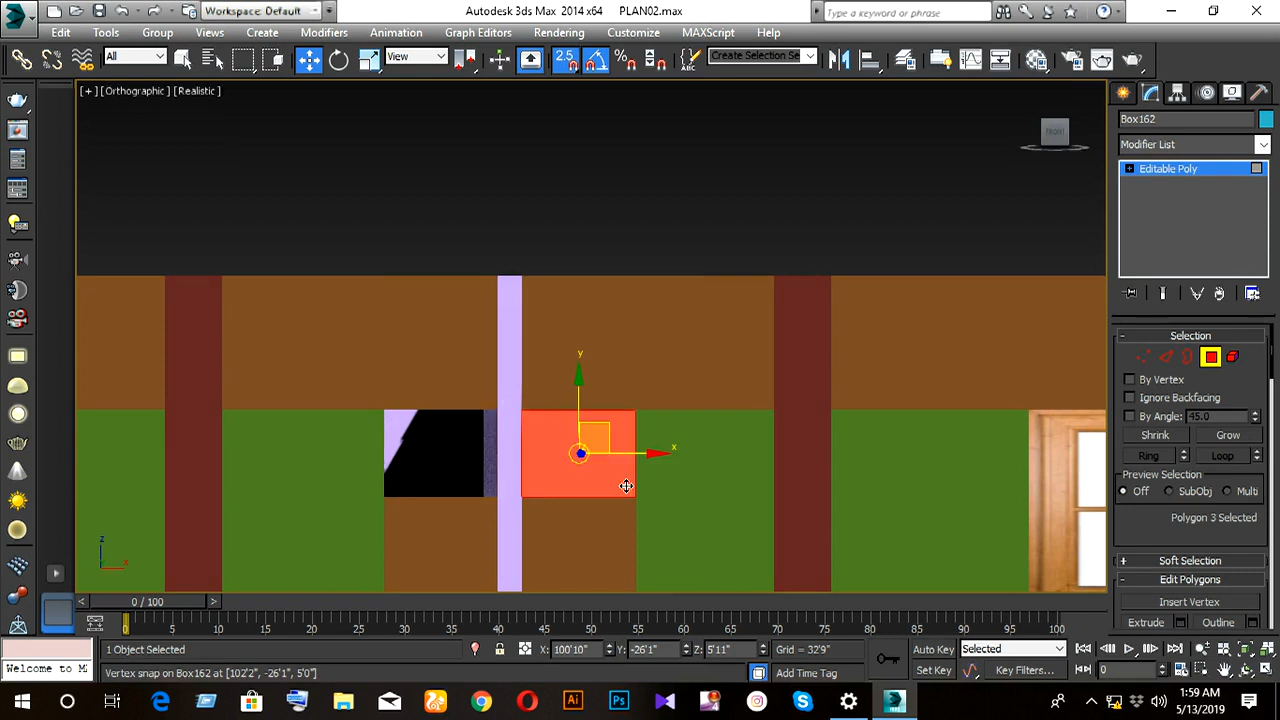 Workspace: Default
Autodesk 3ds Max 2014 x64 PLAN02.max
Type a keyword or phrase
Edit Tools Group Views Create Modifiers Animation Graph Editors Rendering Customize MAXScript Help
All View 2.5 Create Selection Se
[ + ] [Orthographic ] [Realistic ]
FRONT
Box162
Modifier List
Editable Poly
Selection
By Vertex
Ignore Backfacing
By Angle: 45.0
Shrink Grow
Ring Loop
Preview Selection
Off SubObj Multi
Polygon 3 Selected
Soft Selection
Edit Polygons
Insert Vertex
Extrude Outline
y
x
z
x
0 / 100
0 5 10 15 20 25 30 35 40 45 50 55 60 65 70 75 80 85 90 95 100
1 Object Selected X: 100'10" Y: -26'1" Z: 5'11" Grid = 32'9" Auto Key Selected
Welcome to M Vertex snap on Box162 at [102'2", -26'1", 5'0"] Add Time Tag Set Key Key Filters... 0
1:59 AM
5/13/2019